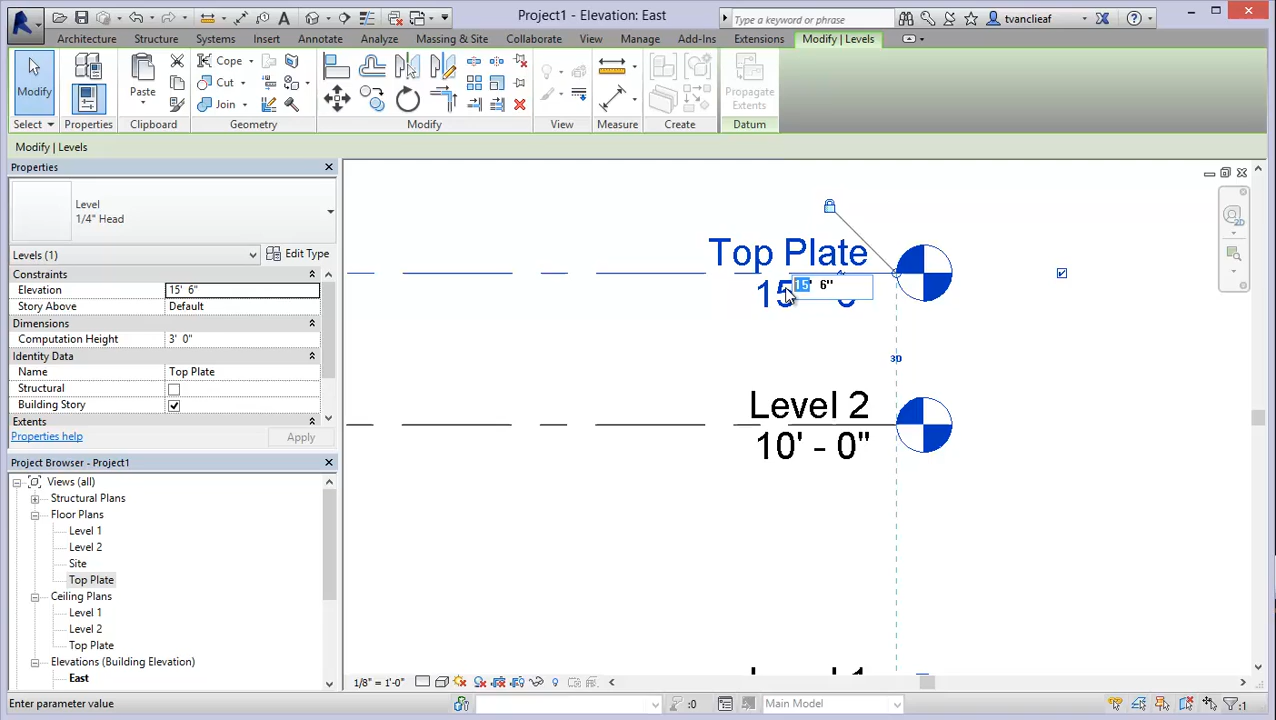 Project1 - Elevation: East
Type a keyword or phrase
tvanclieaf
Architecture Structure Systems Insert Annotate Analyze Massing & Site Collaborate View Manage Add-Ins Extensions Modify | Levels
Modify
Paste
Cope
Cut
Join
Propagate
Extents
Select Properties Clipboard Geometry Modify View Measure Create Datum
Modify | Levels
Properties
Level
1/4" Head
Levels (1)
Edit Type
Constraints
Elevation 15' 6"
Story Above Default
Dimensions
Computation Height 3' 0"
Identity Data
Name Top Plate
Structural
Building Story
Extents
Properties help
Apply
Project Browser - Project1
Views (all)
Structural Plans
Floor Plans
Level 1
Level 2
Site
Top Plate
Ceiling Plans
Level 1
Level 2
Top Plate
Elevations (Building Elevation)
East
Top Plate
15' 6"
3D
Level 2
10' - 0"
Level 1
2D
1/8" = 1'-0"
Enter parameter value
:0
Main Model
:1